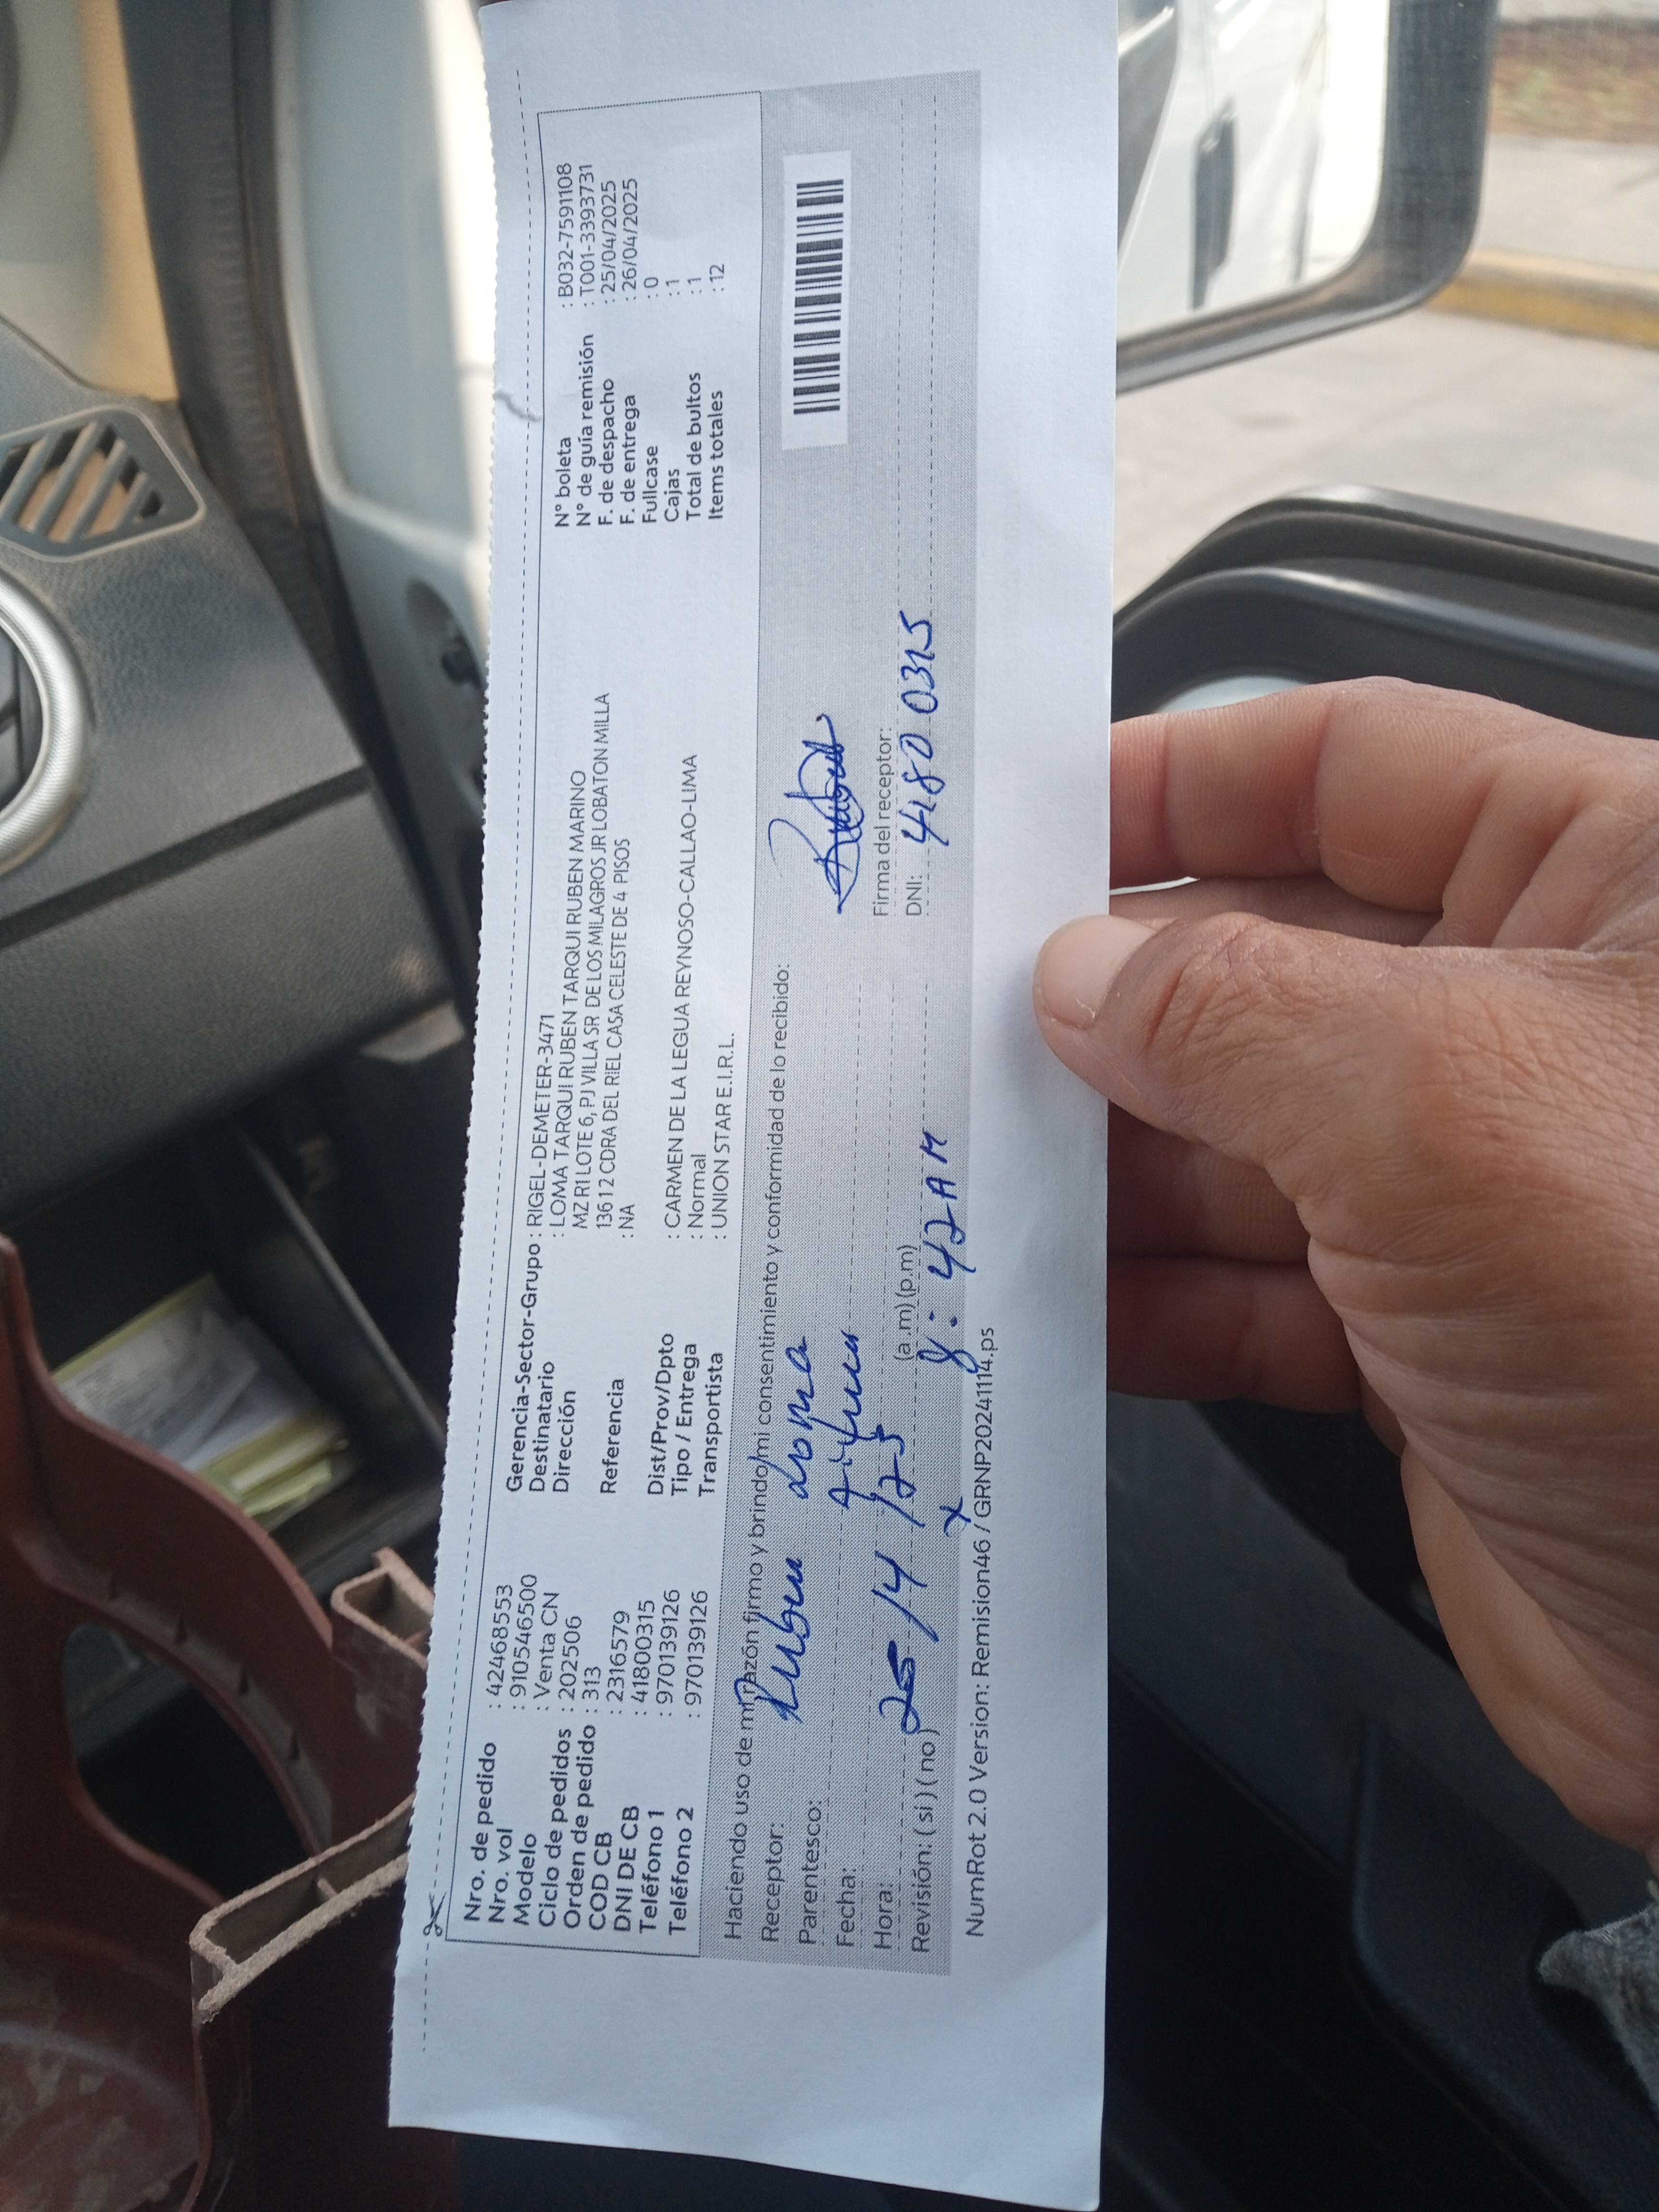 Nro. de pedido : 42468553
Nro. vol : 910546500
Modelo : Venta CN
Ciclo de pedidos : 202506
Orden de pedido : 313
COD CB : 2316579
DNI DE CB : 41800315
Teléfono 1 : 970139126
Teléfono 2 : 970139126
Gerencia-Sector-Grupo : RIGEL-DEMETER-3471
Destinatario : LOMA TARQUI RUBEN TARQUI RUBEN MARINO
Dirección MZ RI LOTE 6, PJ VILLA SR DE LOS MILAGROS JR LOBATON MILLA
136 12 CDRA DEL RIEL CASA CELESTE DE 4 PISOS
Referencia : NA
Dist/Prov/Dpto : CARMEN DE LA LEGUA REYNOSO-CALLAO-LIMA
Tipo / Entrega : Normal
Transportista : UNION STAR E.I.R.L.
N° boleta : B032-7591108
N° de guía remisión : T001-3393731
F. de despacho : 25/04/2025
F. de entrega : 26/04/2025
Fullcase : 0
Cajas : 1
Total de bultos : 1
Items totales : 12
Haciendo uso de mi razón firmo y brindo mi consentimiento y conformidad de lo recibido:
Receptor: Ruben Loma
Parentesco:
Fecha: 26/4/25
Hora: (a.m) (p.m)
8:42AM
Revisión: ( si ) ( no ) x
Firma del receptor:
DNI: 41800315
NumRot 2.0 Version: Remision46 / GRNP20241114.ps